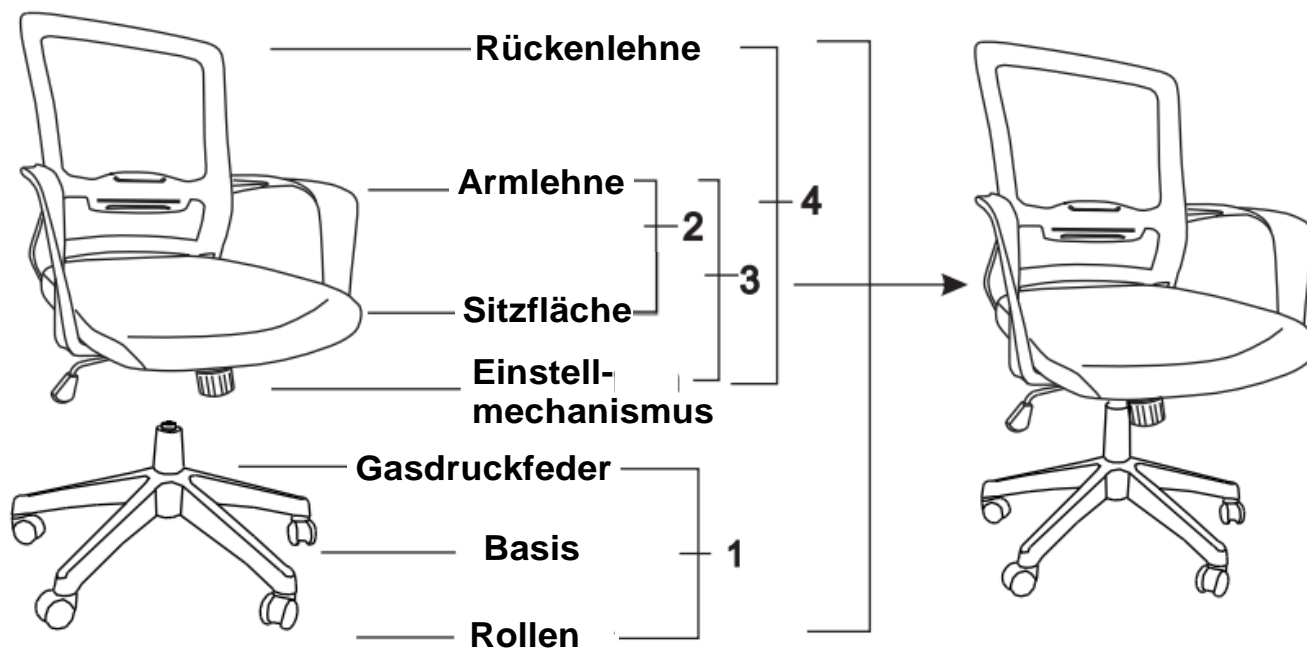 Rückenlehne
Armlehne
2
4
3
Sitzfläche
Einstell-
mechanismus
Gasdruckfeder
Basis
1
Rollen